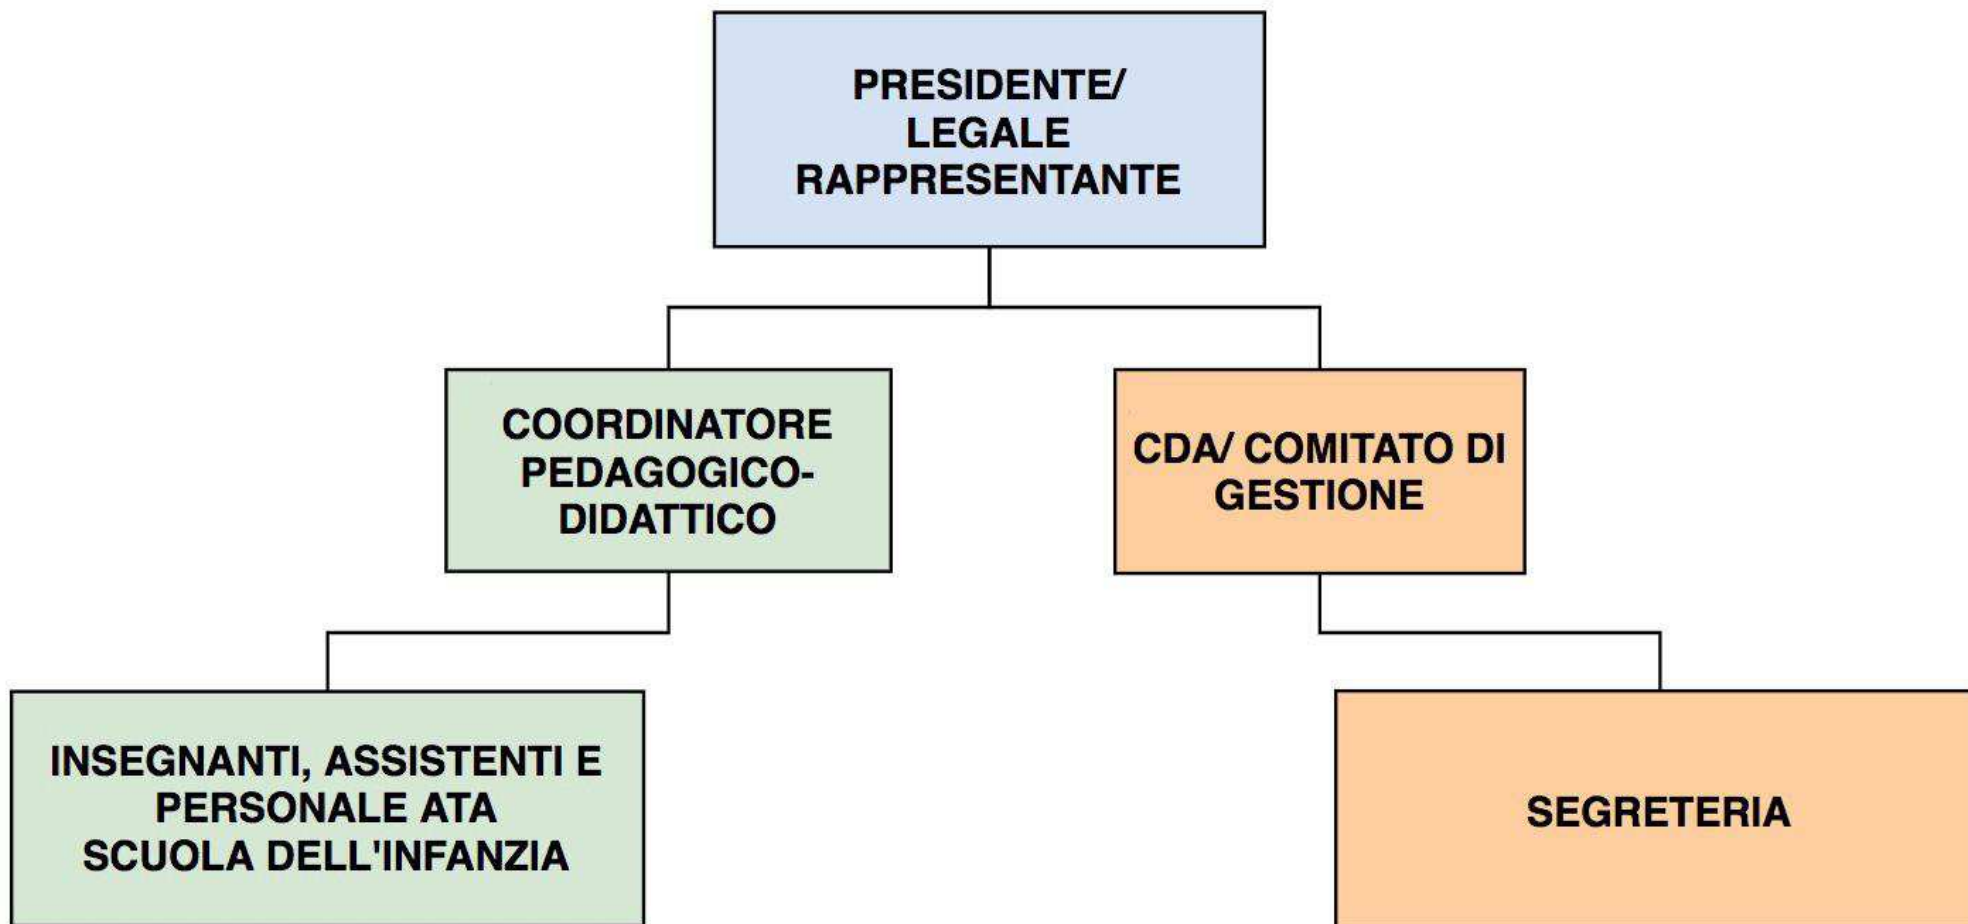 PRESIDENTE/
LEGALE
RAPPRESENTANTE
COORDINATORE
PEDAGOGICO-
DIDATTICO
CDA/ COMITATO DI
GESTIONE
INSEGNANTI, ASSISTENTI E
PERSONALE ATA
SCUOLA DELL'INFANZIA
SEGRETERIA